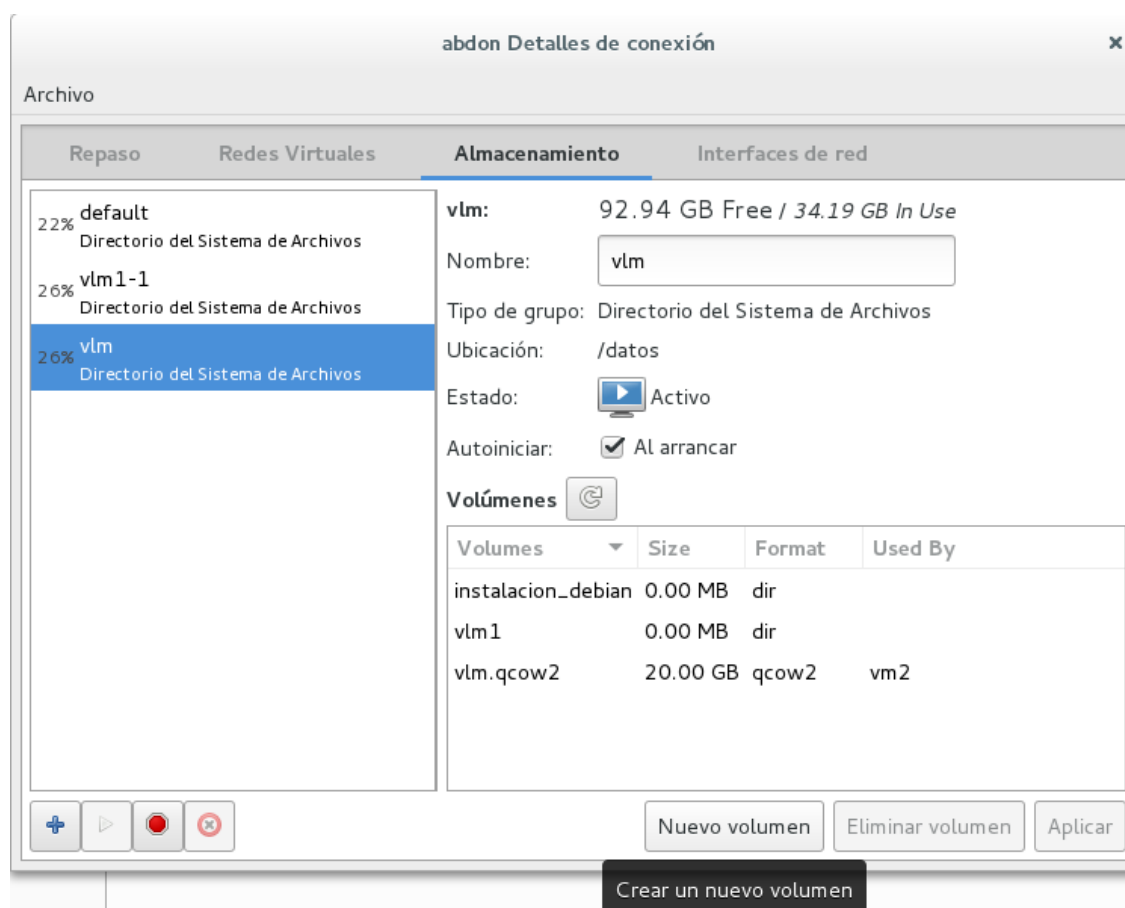 abdon Detalles de conexión
Archivo
Repaso Redes Virtuales Almacenamiento Interfaces de red
22% default
Directorio del Sistema de Archivos
26% vlm1-1
Directorio del Sistema de Archivos
26% vlm
Directorio del Sistema de Archivos
vlm: 92.94 GB Free / 34.19 GB In Use
Nombre: vlm
Tipo de grupo: Directorio del Sistema de Archivos
Ubicación: /datos
Estado: Activo
Autoiniciar: Al arrancar
Volúmenes
Volumes Size Format Used By
instalacion_debian 0.00 MB dir
vlm1 0.00 MB dir
vlm.qcow2 20.00 GB qcow2 vm2
Nuevo volumen Eliminar volumen Aplicar
Crear un nuevo volumen